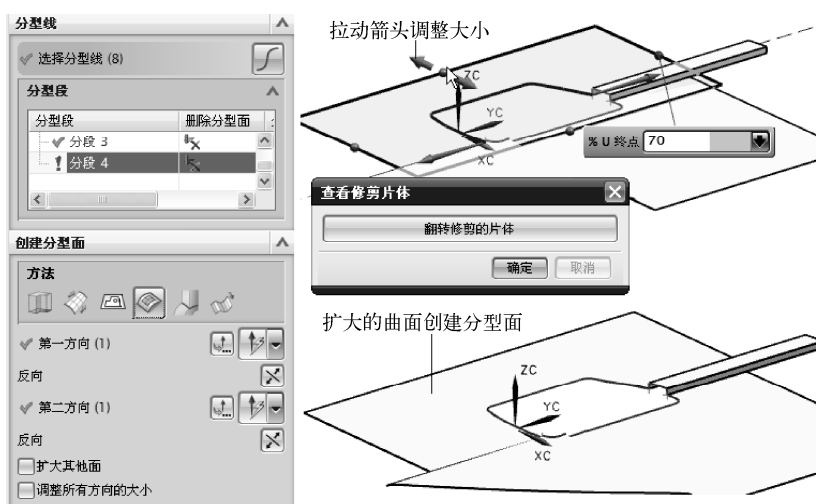 分型线
选择分型线 (8)
分型段
分型段 删除分型面
分段 3
分段 4
创建分型面
方法
第一方向 (1)
反向
第二方向 (1)
反向
扩大其他面
调整所有方向的大小
拉动箭头调整大小
ZC
YC
XC
% U 终点 70
查看修剪片体
翻转修剪的片体
确定 取消
扩大的曲面创建分型面
ZC
YC
XC